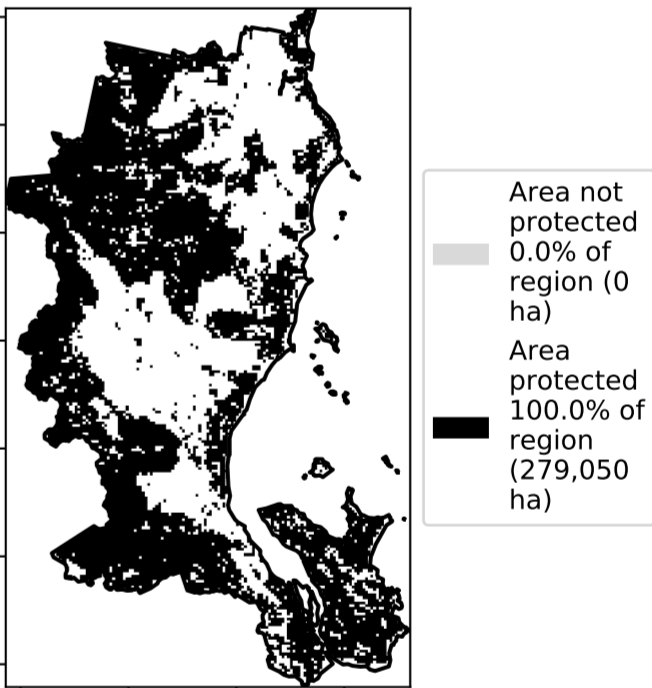 Area not
protected
0.0% of
region (0
ha)
Area
protected
100.0% of
region
(279,050
ha)